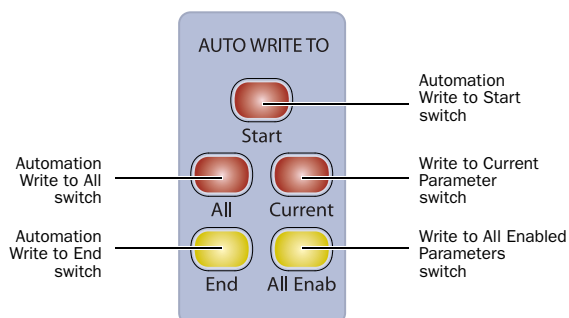 AUTO WRITE TO
Start
All
Current
End
All Enab
Automation
Write to Start
switch
Automation
Write to All
switch
Write to Current
Parameter
switch
Automation
Write to End
switch
Write to All Enabled
Parameters
switch